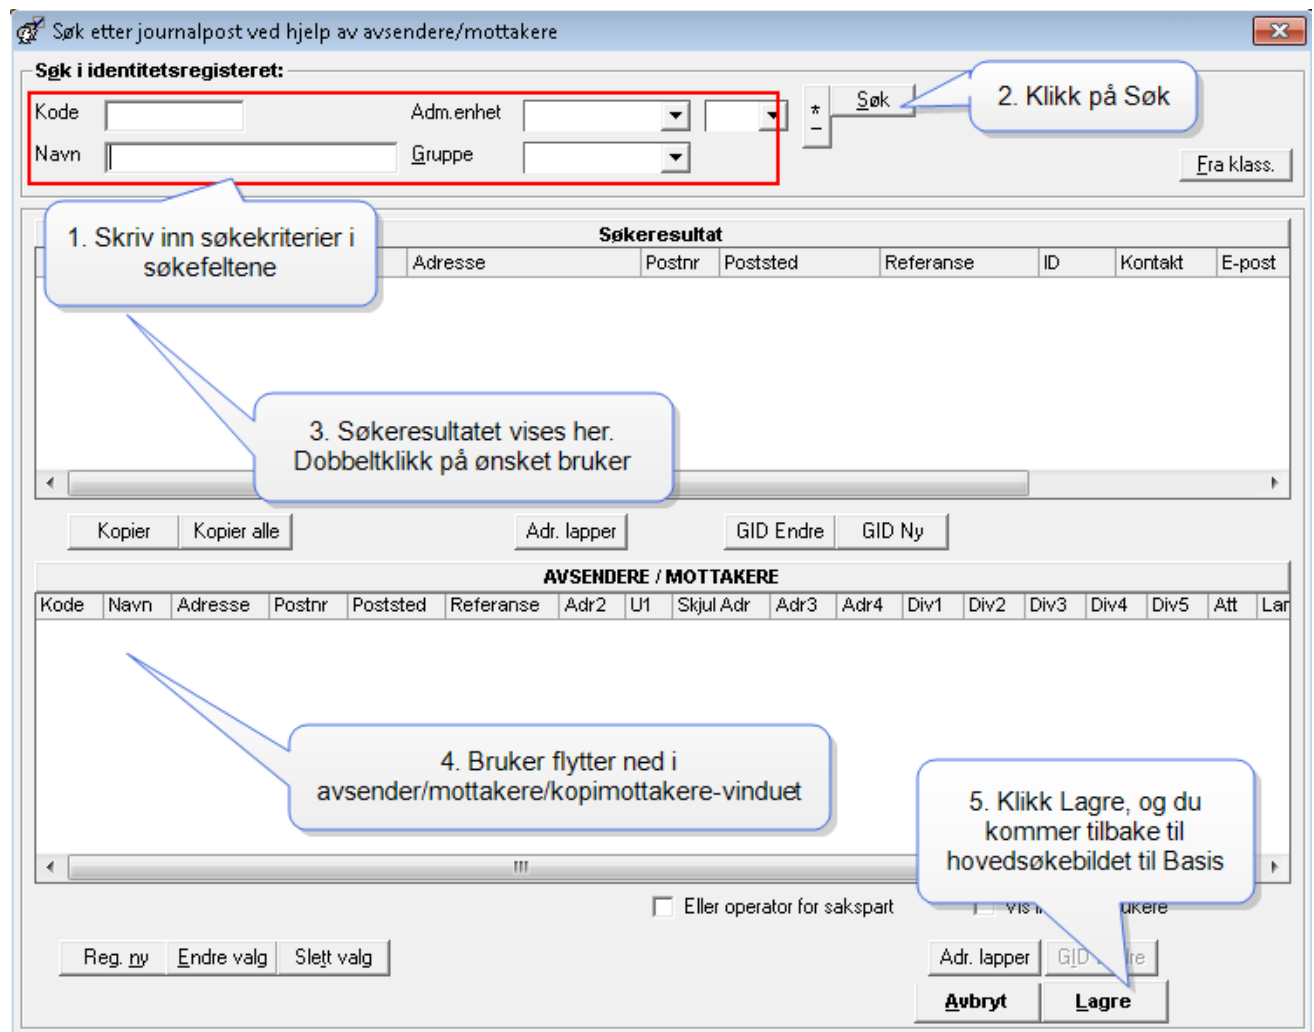 Søk etter journalpost ved hjelp av avsendere/mottakere
Søk i identitetsregisteret:
Kode
Adm.enhet
*
Søk
2. Klikk på Søk
Navn
Gruppe
–
Fra klass.
1. Skriv inn søkekriterier i
søkefeltene
Søkeresultat
Adresse Postnr Poststed Referanse ID Kontakt E-post
3. Søkeresultatet vises her.
Dobbeltklikk på ønsket bruker
Kopier Kopier alle Adr. lapper GID Endre GID Ny
AVSENDERE / MOTTAKERE
Kode Navn Adresse Postnr Poststed Referanse Adr2 U1 Skjul Adr Adr3 Adr4 Div1 Div2 Div3 Div4 Div5 Att Lar
4. Bruker flytter ned i
avsender/mottakere/kopimottakere-vinduet
5. Klikk Lagre, og du
kommer tilbake til
hovedsøkebildet til Basis
Eller operator for sakspart
Reg. ny Endre valg Slett valg Adr. lapper GID
Avbryt Lagre